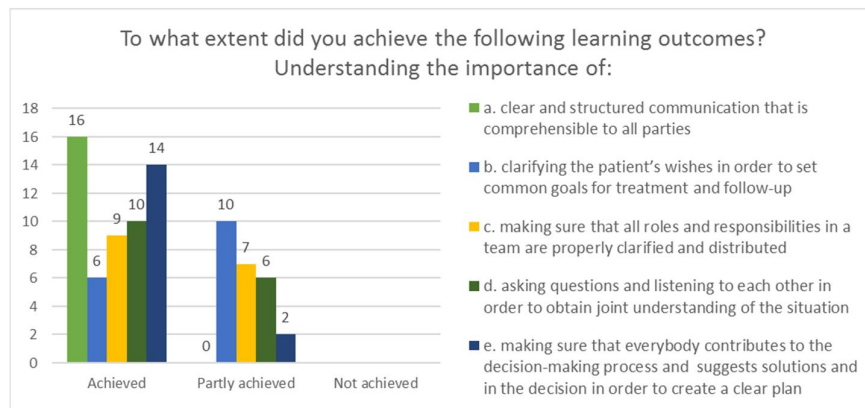 To what extent did you achieve the following learning outcomes?
Understanding the importance of:
18
16
14
12
10
8
6
4
2
0
16
6
9
10
14
0
10
7
6
2
Achieved
Partly achieved
Not achieved
a. clear and structured communication that is
comprehensible to all parties
b. clarifying the patient's wishes in order to set
common goals for treatment and follow-up
c. making sure that all roles and responsibilities in a
team are properly clarified and distributed
d. asking questions and listening to each other in
order to obtain joint understanding of the situation
e. making sure that everybody contributes to the
decision-making process and suggests solutions and
in the decision in order to create a clear plan